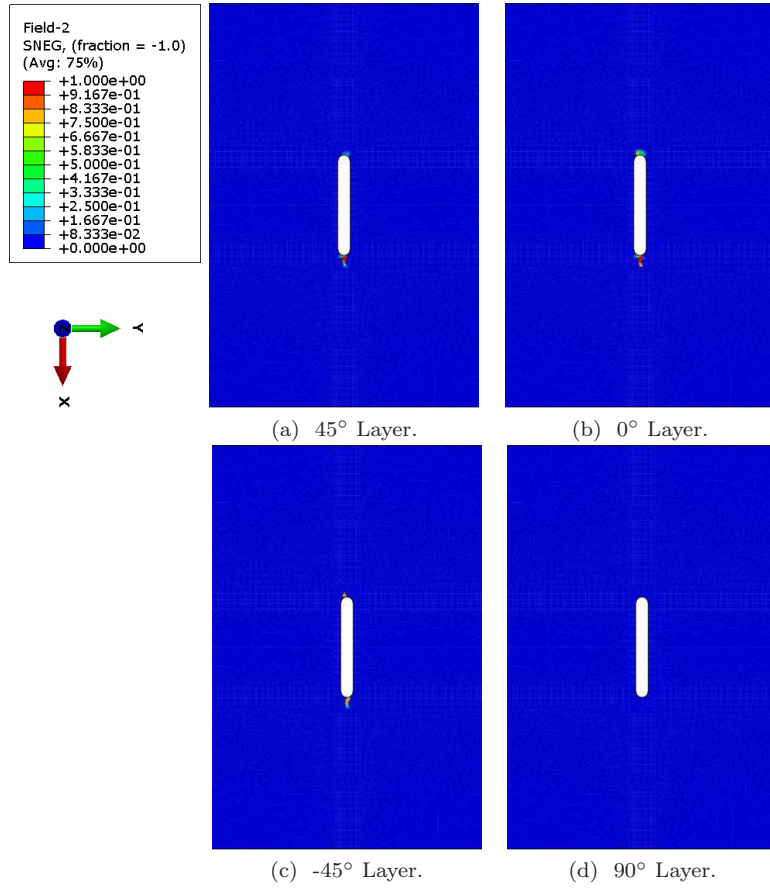 Field-2
SNEG, (fraction = -1.0)
(Avg: 75%)
+1.000e+00
+9.167e-01
+8.333e-01
+7.500e-01
+6.667e-01
+5.833e-01
+5.000e-01
+4.167e-01
+3.333e-01
+2.500e-01
+1.667e-01
+8.333e-02
+0.000e+00
Z
Y
X
(a) 45° Layer.
(b) 0° Layer.
(c) -45° Layer.
(d) 90° Layer.